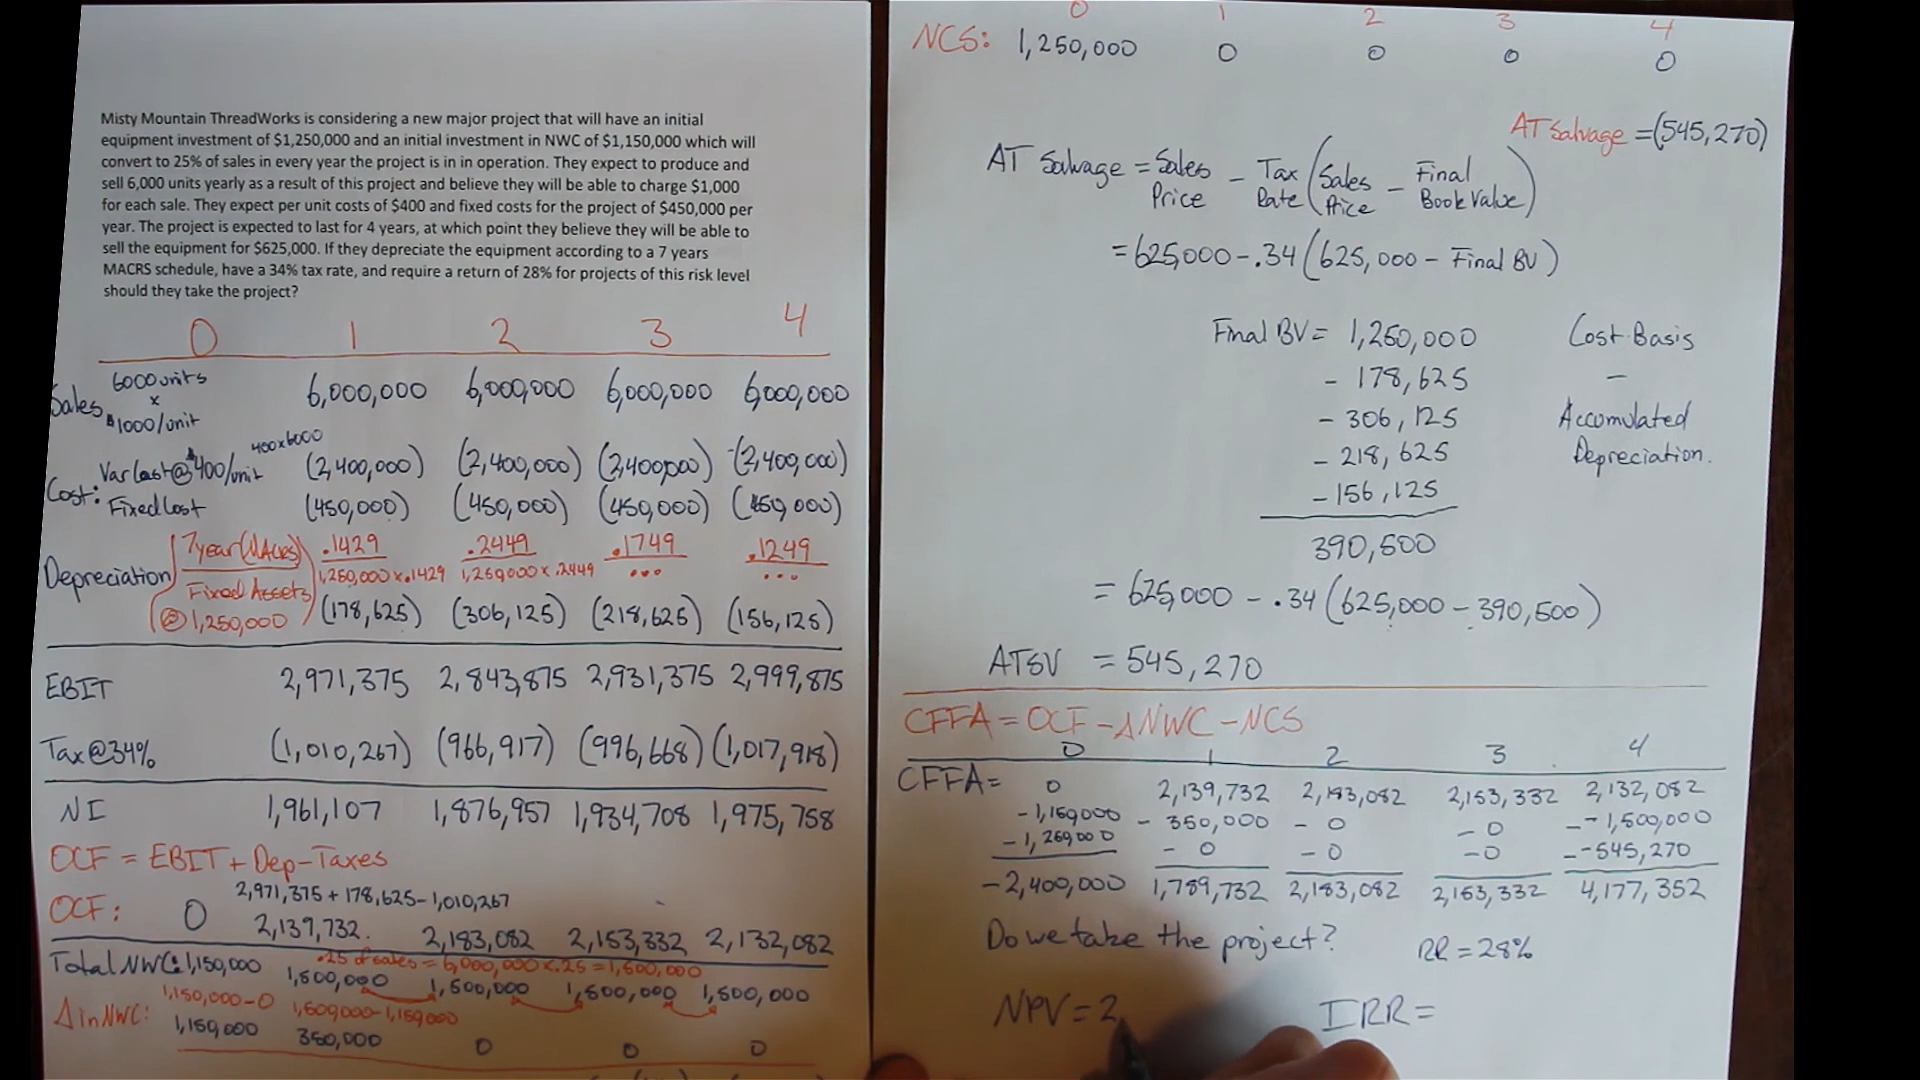 Misty Mountain ThreadWorks is considering a new major project that will have an initial
equipment investment of $1,250,000 and an initial investment in NWC of $1,150,000 which will
convert to 25% of sales in every year the project is in in operation. They expect to produce and
sell 6,000 units yearly as a result of this project and believe they will be able to charge $1,000
for each sale. They expect per unit costs of $400 and fixed costs for the project of $450,000 per
year. The project is expected to last for 4 years, at which point they believe they will be able to
sell the equipment for $625,000. If they depreciate the equipment according to a 7 years
MACRS schedule, have a 34% tax rate, and require a return of 28% for projects of this risk level
should they take the project?
0 1 2 3 4
Sales 6000 units x $1000/unit 6,000,000 6,000,000 6,000,000 6,000,000
400x6000
Cost: Var Cost@$400/unit (2,400,000) (2,400,000) (2,400,000) (2,400,000)
Fixed Cost (450,000) (450,000) (450,000) (450,000)
7 year (MACRS) .1429 .2449 .1749 .1249
Depreciation Fixed Assets 1,250,000x.1429 1,250,000x.2449 ... ...
@ 1,250,000 (178,625) (306,125) (218,625) (156,125)
EBIT 2,971,375 2,843,875 2,931,375 2,999,875
Tax@34% (1,010,267) (966,917) (996,668) (1,017,918)
NI 1,961,107 1,876,957 1,934,708 1,975,758
OCF = EBIT + Dep - Taxes
2,971,375 + 178,625 - 1,010,267
OCF: 0 2,139,732. 2,183,082 2,153,332 2,132,082
.25 of sales = 6,000,000 x .25 = 1,500,000
Total NWC: 1,150,000 1,500,000 1,500,000 1,500,000 1,500,000
1,150,000-0 1,500,000-1,150,000
Δ in NWC: 1,150,000 350,000 0 0 0
0 1 2 3 4
NCS: 1,250,000 0 0 0 0
AT Salvage = (545,270)
AT Salvage = Sales Price - Tax Rate (Sales Price - Final Book Value)
= 625,000 - .34 (625,000 - Final BV)
Final BV = 1,250,000 Cost Basis
- 178,625 -
- 306,125 Accomulated
- 218,625 Depreciation.
- 156,125
390,500
= 625,000 - .34 (625,000 - 390,500)
ATSV = 545,270
CFFA = OCF - ΔNWC - NCS
0 1 2 3 4
CFFA = 0 2,139,732 2,183,082 2,153,332 2,132,082
-1,150,000 - 350,000 - 0 - 0 - -1,500,000
-1,250,000 - 0 - 0 - 0 - -545,270
-2,400,000 1,789,732 2,183,082 2,153,332 4,177,352
Do we take the project? RR = 28%
NPV = 2 IRR =